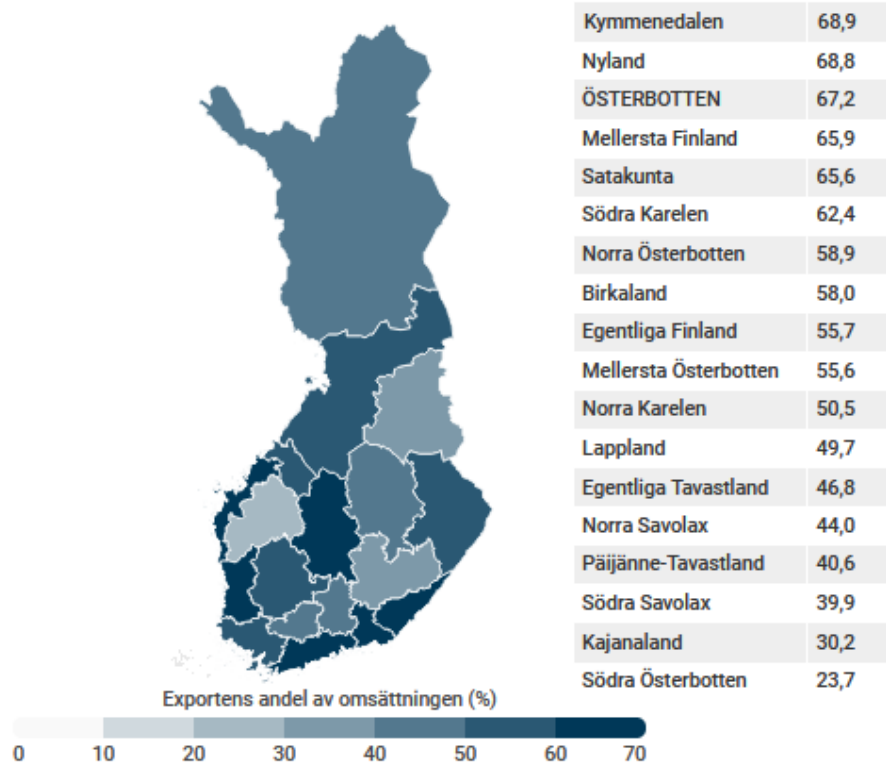 Kymmenedalen 68,9
Nyland 68,8
ÖSTERBOTTEN 67,2
Mellersta Finland 65,9
Satakunta 65,6
Södra Karelen 62,4
Norra Österbotten 58,9
Birkaland 58,0
Egentliga Finland 55,7
Mellersta Österbotten 55,6
Norra Karelen 50,5
Lappland 49,7
Egentliga Tavastland 46,8
Norra Savolax 44,0
Päijänne-Tavastland 40,6
Södra Savolax 39,9
Kajanaland 30,2
Södra Österbotten 23,7
Exportens andel av omsättningen (%)
0 10 20 30 40 50 60 70